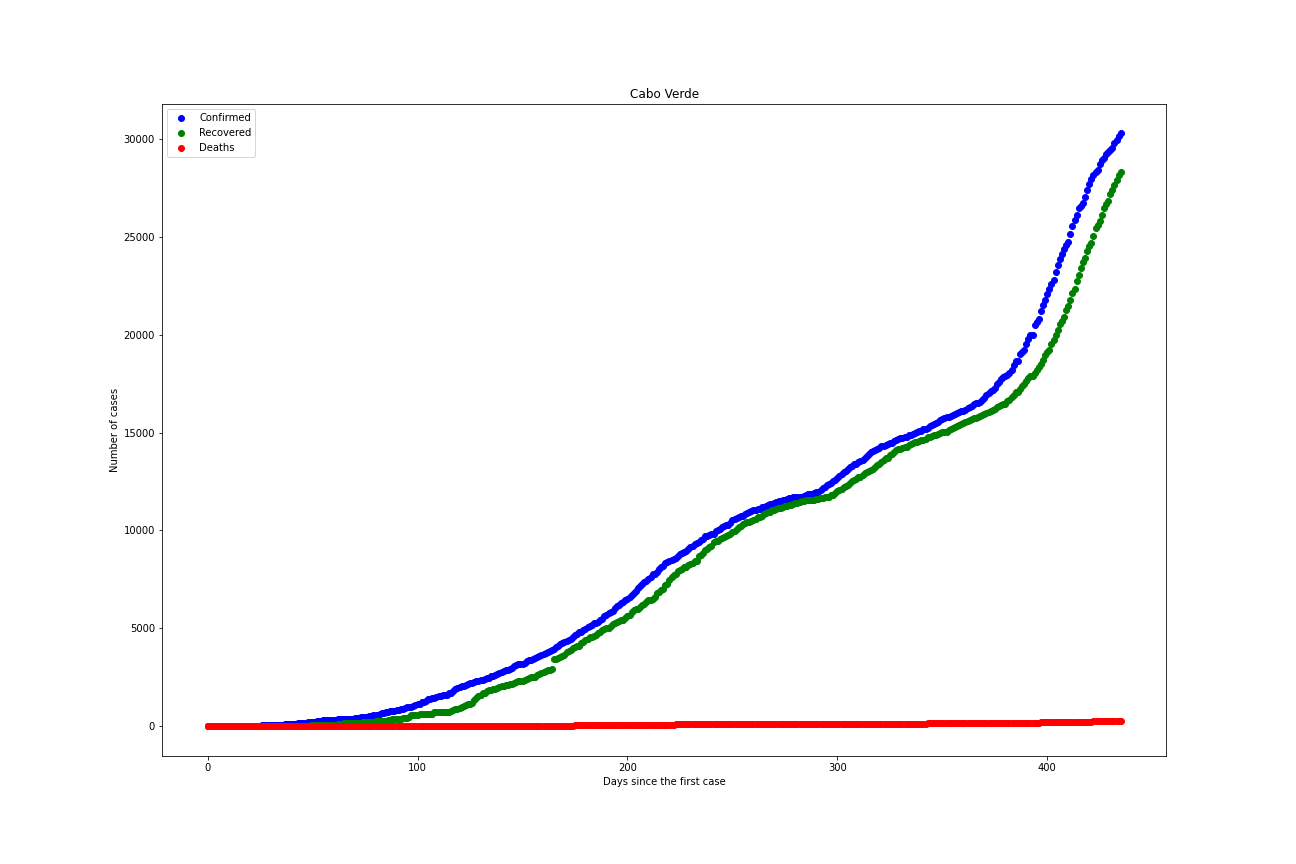 Cabo Verde
Confirmed
Recovered
Deaths
30000
25000
20000
15000
10000
5000
0
Number of cases
0 100 200 300 400
Days since the first case